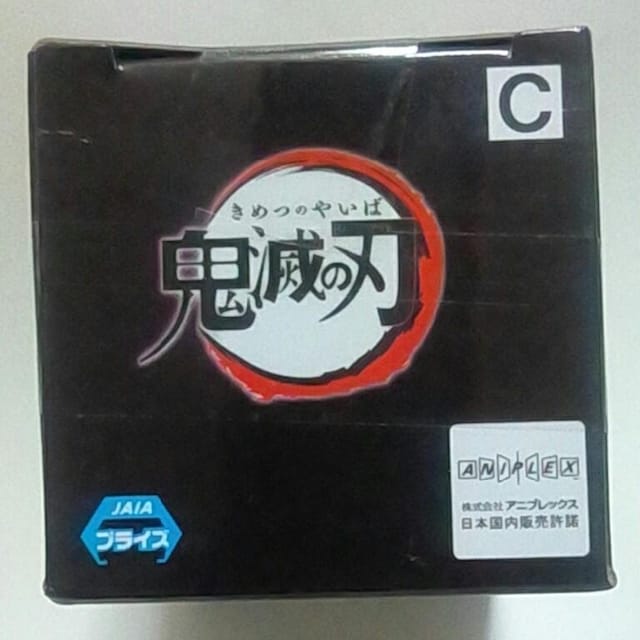 C
きめつのやいば
鬼滅の刃
ANIPLEX
株式会社 アニプレックス
日本国内販売許諾
JAIA
プライズ